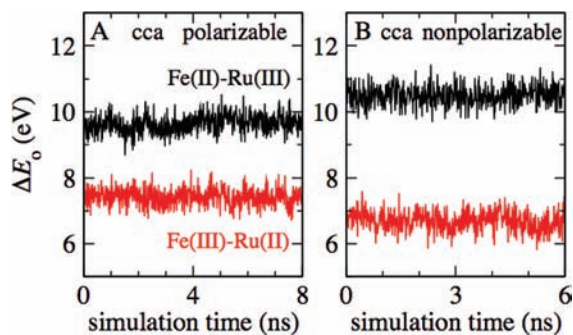 A cca polarizable
B cca nonpolarizable
12
10
8
6
ΔE₀ (eV)
Fe(II)-Ru(III)
Fe(III)-Ru(II)
0 4 8
simulation time (ns)
12
10
8
6
0 3 6
simulation time (ns)